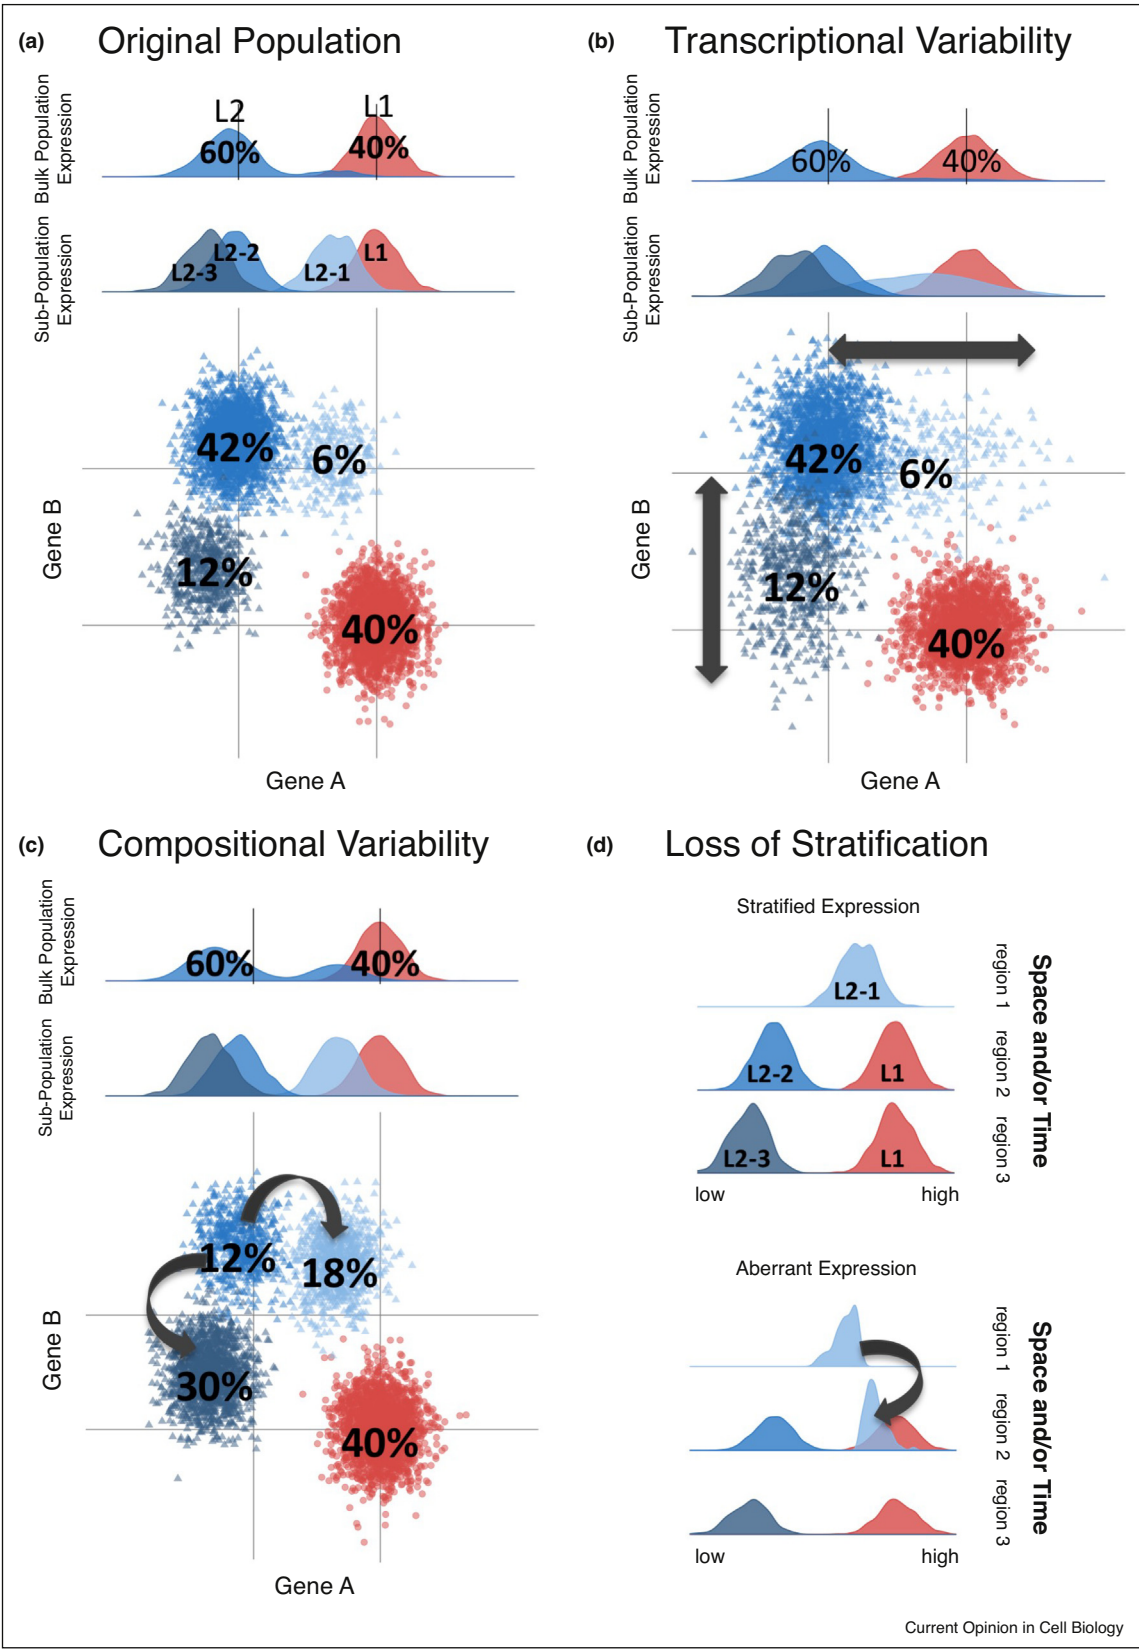 (a) Original Population
Bulk Population
Expression
L2
60%
L1
40%
Sub-Population
Expression
L2-3
L2-2
L2-1
L1
42%
6%
12%
40%
Gene B
Gene A
(b) Transcriptional Variability
Bulk Population
Expression
60%
40%
Sub-Population
Expression
42%
6%
12%
40%
Gene B
Gene A
(c) Compositional Variability
Bulk Population
Expression
60%
40%
Sub-Population
Expression
12%
18%
30%
40%
Gene B
Gene A
(d) Loss of Stratification
Stratified Expression
L2-1
region 1
L2-2
L1
region 2
L2-3
L1
region 3
low
high
Space and/or Time
Aberrant Expression
region 1
region 2
region 3
low
high
Space and/or Time
Current Opinion in Cell Biology